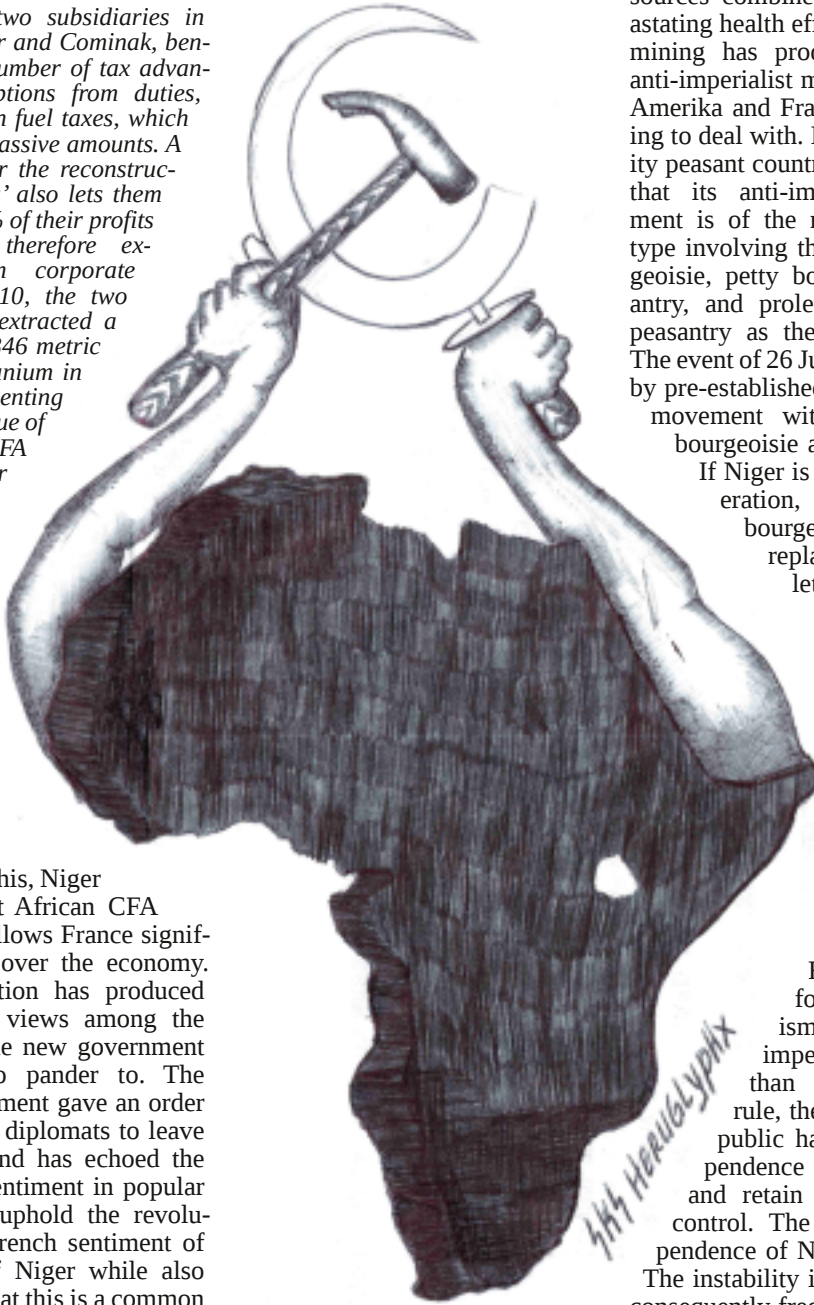 two subsidiaries in
r and Cominak, ben-
umber of tax advan-
ptions from duties,
n fuel taxes, which
assive amounts. A
r the reconstruc-
’ also lets them
% of their profits
therefore ex-
n corporate
10, the two
extracted a
346 metric
anium in
enting
ue of
FA
r
his, Niger
t African CFA
llows France signif-
over the economy.
tion has produced
views among the
e new government
o pander to. The
ment gave an order
diplomats to leave
nd has echoed the
entiment in popular
uphold the revolu-
rench sentiment of
f Niger while also
at this is a common
sources combine
astating health ef
mining has prod
anti-imperialist m
Amerika and Fra
ing to deal with. 
ity peasant countr
that its anti-im
ment is of the 
type involving th
geoisie, petty bo
antry, and prole
peasantry as the
The event of 26 Ju
by pre-established
movement wit
bourgeoisie a
If Niger is
eration,
bourge
repla
let
fo
ism
impe
than
rule, the
public ha
pendence
and retain
control. The
pendence of N
The instability i
consequently free
HERUGLYPHX